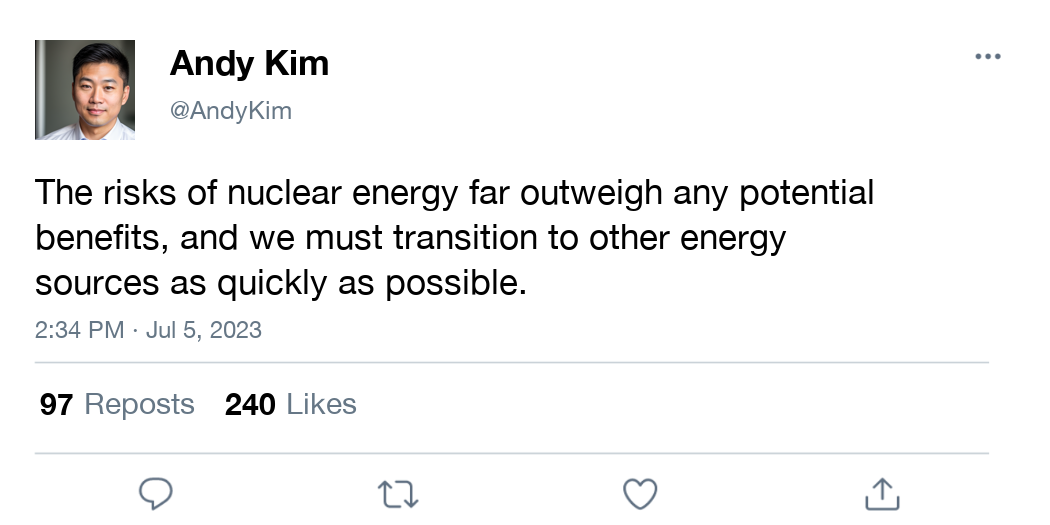 Andy Kim
@AndyKim
The risks of nuclear energy far outweigh any potential
benefits, and we must transition to other energy
sources as quickly as possible.
2:34 PM · Jul 5, 2023
97 Reposts 240 Likes